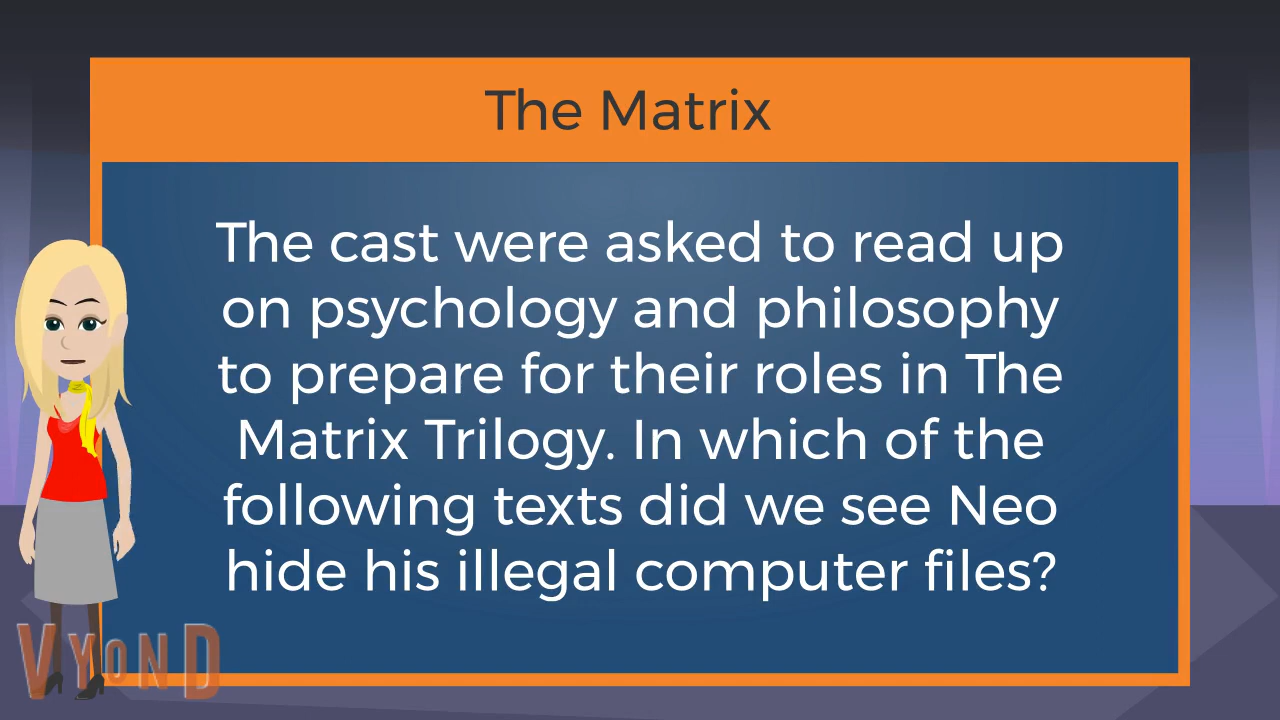 The Matrix
The cast were asked to read up
on psychology and philosophy
to prepare for their roles in The
Matrix Trilogy. In which of the
following texts did we see Neo
hide his illegal computer files?
VYOND